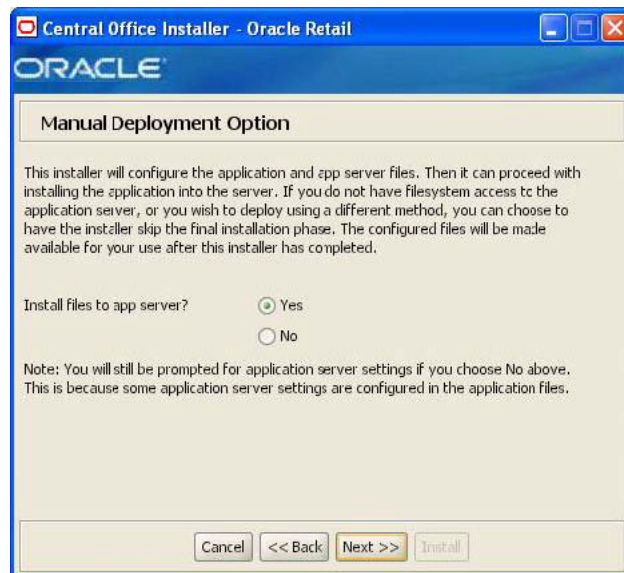 Central Office Installer - Oracle Retail
ORACLE
Manual Deployment Option
This installer will configure the application and app server files. Then it can proceed with
installing the application into the server. If you do not have filesystem access to the
application server, or you wish to deploy using a different method, you can choose to
have the installer skip the final installation phase. The configured files will be made
available for your use after this installer has completed.
Install files to app server?
Yes
No
Note: You will still be prompted for application server settings if you choose No above.
This is because some application server settings are configured in the application files.
Cancel
<< Back
Next >>
Install